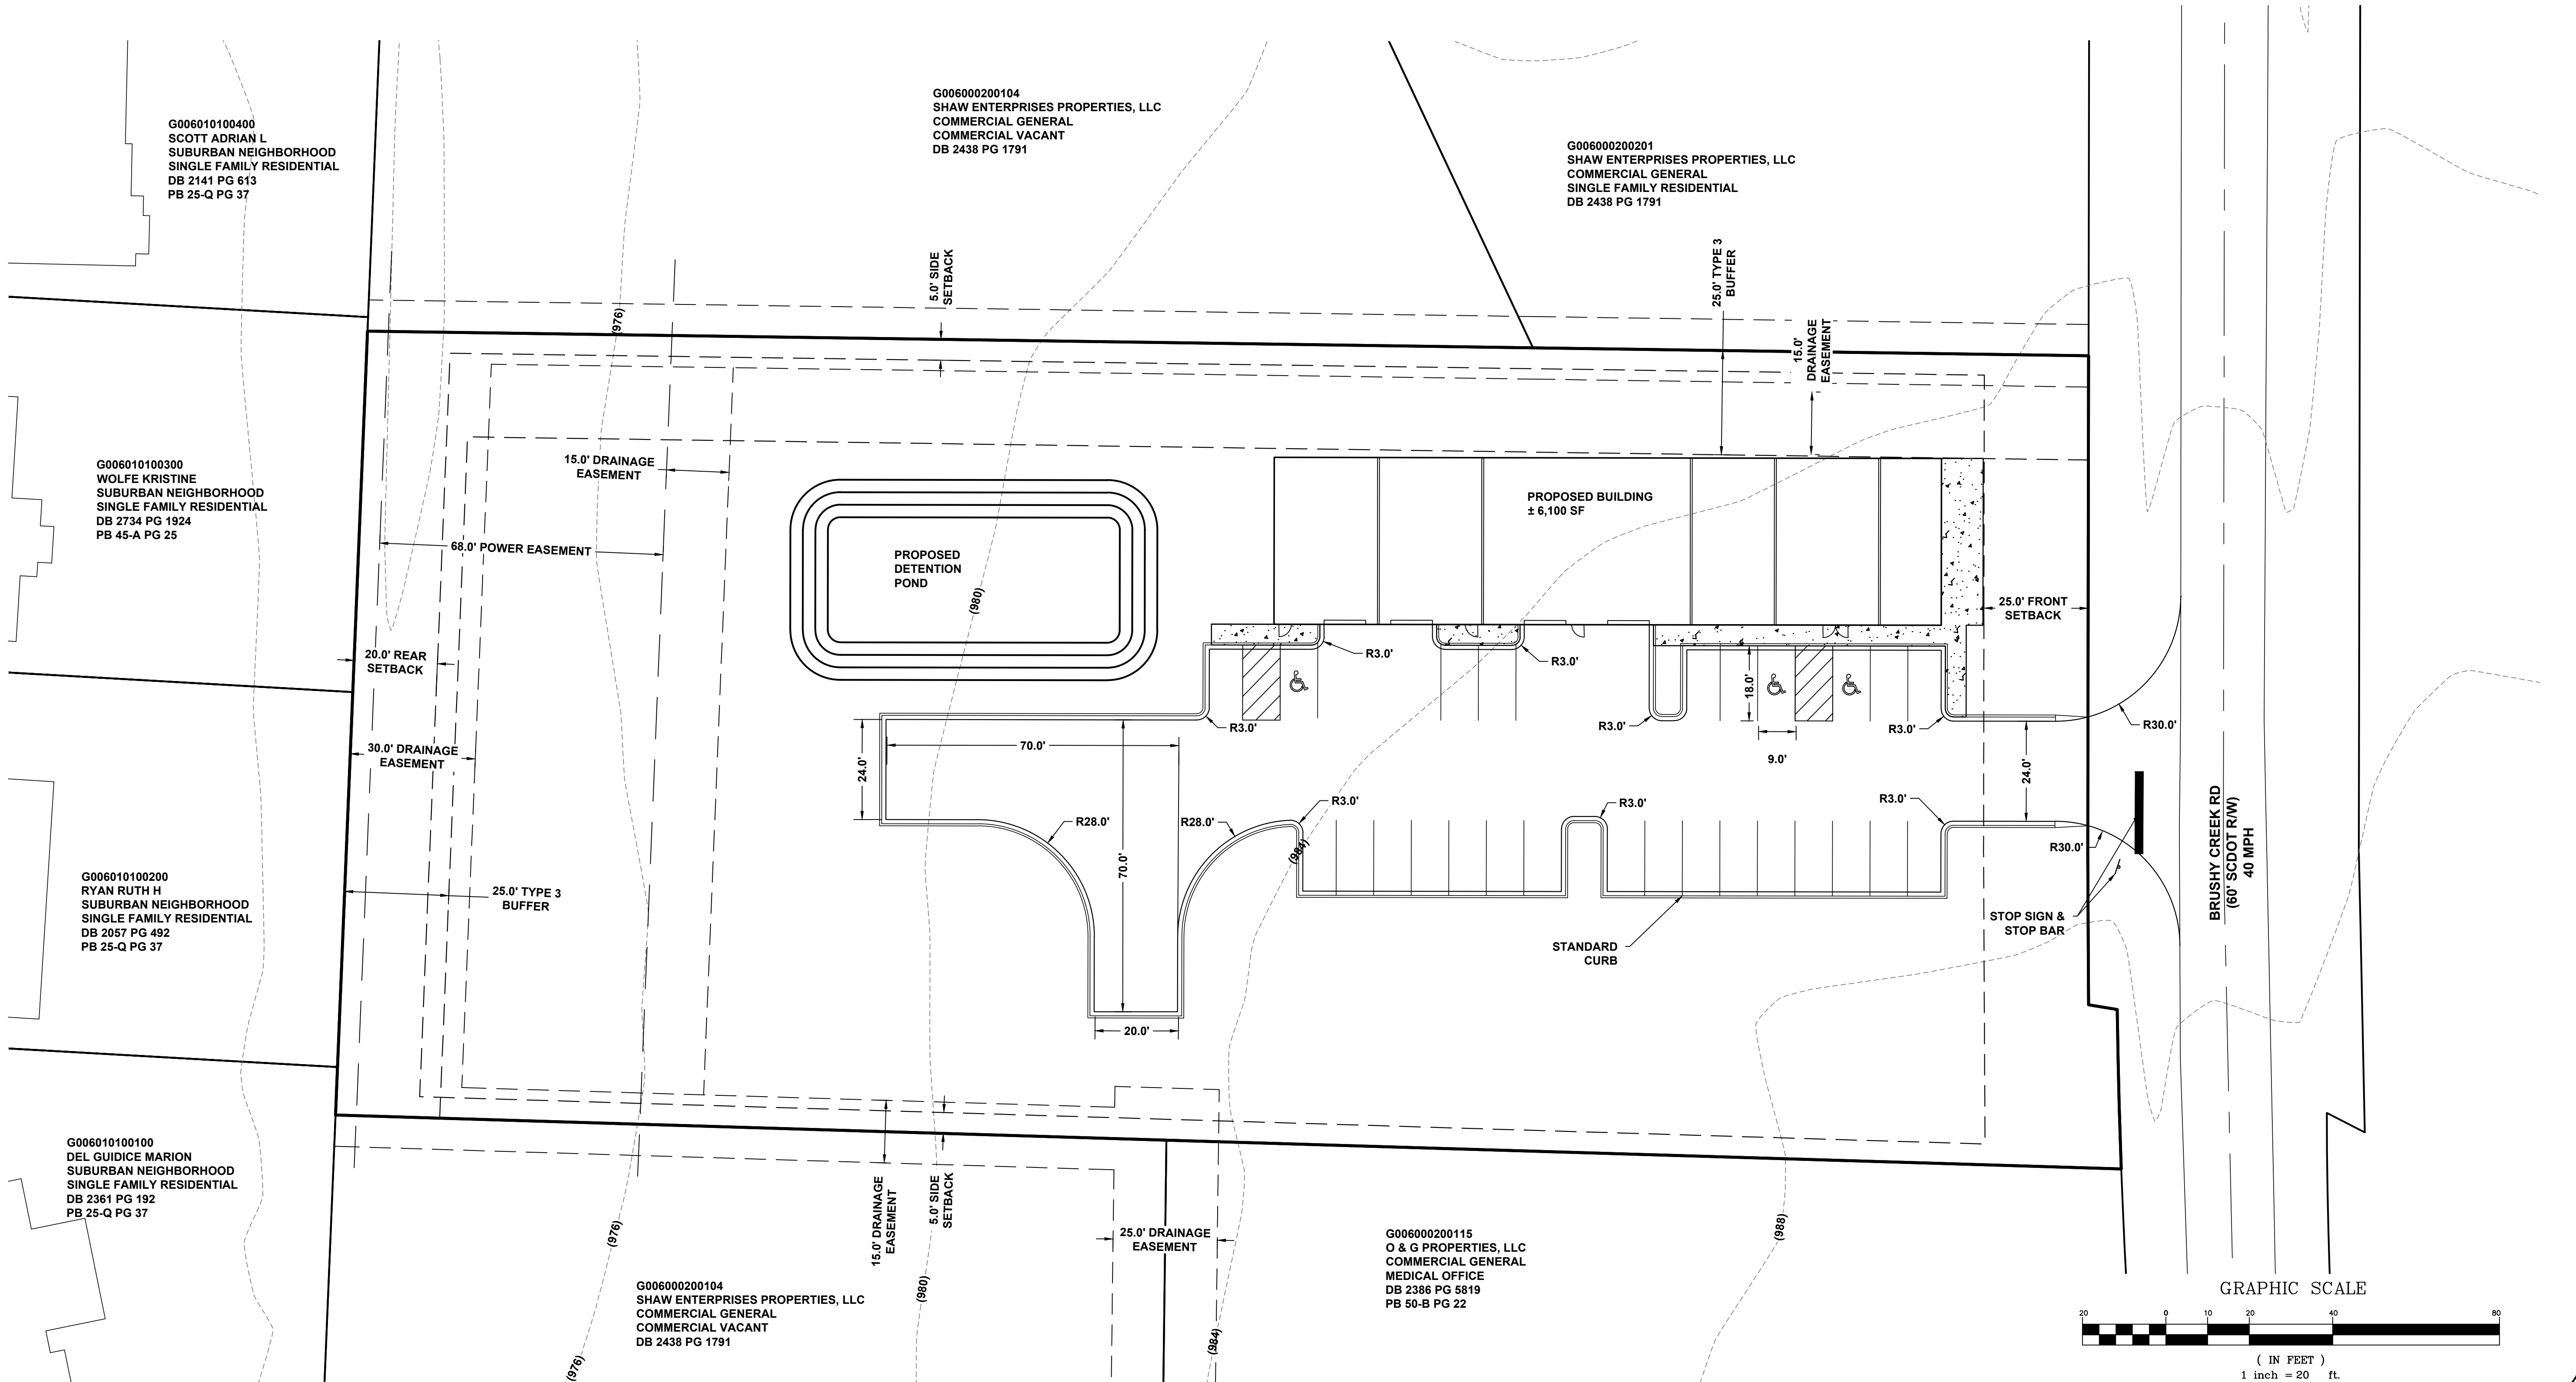 G006010100400
SCOTT ADRIAN L
SUBURBAN NEIGHBORHOOD
SINGLE FAMILY RESIDENTIAL
DB 2141 PG 613
PB 25-Q PG 37
G006000200104
SHAW ENTERPRISES PROPERTIES, LLC
COMMERCIAL GENERAL
COMMERCIAL VACANT
DB 2438 PG 1791
G006000200201
SHAW ENTERPRISES PROPERTIES, LLC
COMMERCIAL GENERAL
SINGLE FAMILY RESIDENTIAL
DB 2438 PG 1791
5.0' SIDE
SETBACK
25.0' TYPE 3
BUFFER
15.0'
DRAINAGE
EASEMENT
(976)
G006010100300
WOLFE KRISTINE
SUBURBAN NEIGHBORHOOD
SINGLE FAMILY RESIDENTIAL
DB 2734 PG 1924
PB 45-A PG 25
15.0' DRAINAGE
EASEMENT
68.0' POWER EASEMENT
PROPOSED
DETENTION
POND
(980)
PROPOSED BUILDING
± 6,100 SF
25.0' FRONT
SETBACK
20.0' REAR
SETBACK
R3.0'
R3.0'
18.0'
R3.0'
R3.0'
R3.0'
R30.0'
30.0' DRAINAGE
EASEMENT
24.0'
70.0'
9.0'
24.0'
R3.0'
R3.0'
R3.0'
R28.0'
R28.0'
70.0'
(984)
R30.0'
BRUSHY CREEK RD
(60' SCDOT R/W)
40 MPH
G006010100200
RYAN RUTH H
SUBURBAN NEIGHBORHOOD
SINGLE FAMILY RESIDENTIAL
DB 2057 PG 492
PB 25-Q PG 37
25.0' TYPE 3
BUFFER
STOP SIGN &
STOP BAR
STANDARD
CURB
20.0'
G006010100100
DEL GUIDICE MARION
SUBURBAN NEIGHBORHOOD
SINGLE FAMILY RESIDENTIAL
DB 2361 PG 192
PB 25-Q PG 37
15.0' DRAINAGE
EASEMENT
5.0' SIDE
SETBACK
25.0' DRAINAGE
EASEMENT
(976)
(980)
(988)
G006000200104
SHAW ENTERPRISES PROPERTIES, LLC
COMMERCIAL GENERAL
COMMERCIAL VACANT
DB 2438 PG 1791
G006000200115
O & G PROPERTIES, LLC
COMMERCIAL GENERAL
MEDICAL OFFICE
DB 2386 PG 5819
PB 50-B PG 22
(976)
(984)
GRAPHIC SCALE
20 0 10 20 40 80
( IN FEET )
1 inch = 20 ft.